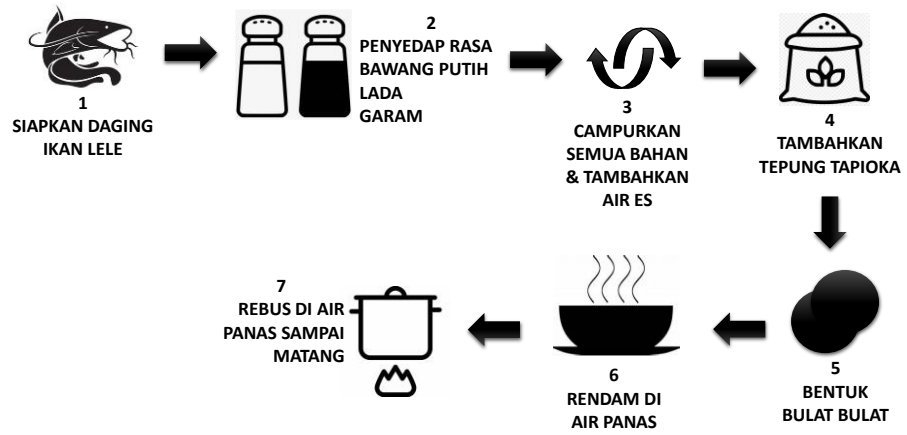 1
SIAPKAN DAGING
IKAN LELE
2
PENYEDAP RASA
BAWANG PUTIH
LADA
GARAM
3
CAMPURKAN
SEMUA BAHAN
& TAMBAHKAN
AIR ES
4
TAMBAHKAN
TEPUNG TAPIOKA
5
BENTUK
BULAT BULAT
6
RENDAM DI
AIR PANAS
7
REBUS DI AIR
PANAS SAMPAI
MATANG